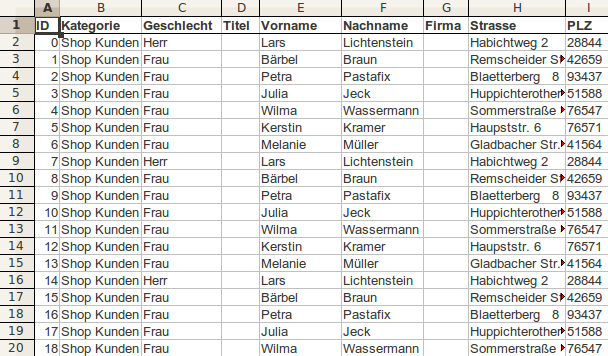 A B C D E F G H I
1 ID Kategorie Geschlecht Titel Vorname Nachname Firma Strasse PLZ
2 0 Shop Kunden Herr Lars Lichtenstein Habichtweg 2 28844
3 1 Shop Kunden Frau Bärbel Braun Remscheider S 42659
4 2 Shop Kunden Frau Petra Pastafix Blaetterberg 8 93437
5 3 Shop Kunden Frau Julia Jeck Huppichterother 51588
6 4 Shop Kunden Frau Wilma Wassermann Sommerstraße 76547
7 5 Shop Kunden Frau Kerstin Kramer Haupststr. 6 76571
8 6 Shop Kunden Frau Melanie Müller Gladbacher Str. 41564
9 7 Shop Kunden Herr Lars Lichtenstein Habichtweg 2 28844
10 8 Shop Kunden Frau Bärbel Braun Remscheider S 42659
11 9 Shop Kunden Frau Petra Pastafix Blaetterberg 8 93437
12 10 Shop Kunden Frau Julia Jeck Huppichterother 51588
13 11 Shop Kunden Frau Wilma Wassermann Sommerstraße 76547
14 12 Shop Kunden Frau Kerstin Kramer Haupststr. 6 76571
15 13 Shop Kunden Frau Melanie Müller Gladbacher Str. 41564
16 14 Shop Kunden Herr Lars Lichtenstein Habichtweg 2 28844
17 15 Shop Kunden Frau Bärbel Braun Remscheider S 42659
18 16 Shop Kunden Frau Petra Pastafix Blaetterberg 8 93437
19 17 Shop Kunden Frau Julia Jeck Huppichterother 51588
20 18 Shop Kunden Frau Wilma Wassermann Sommerstraße 76547